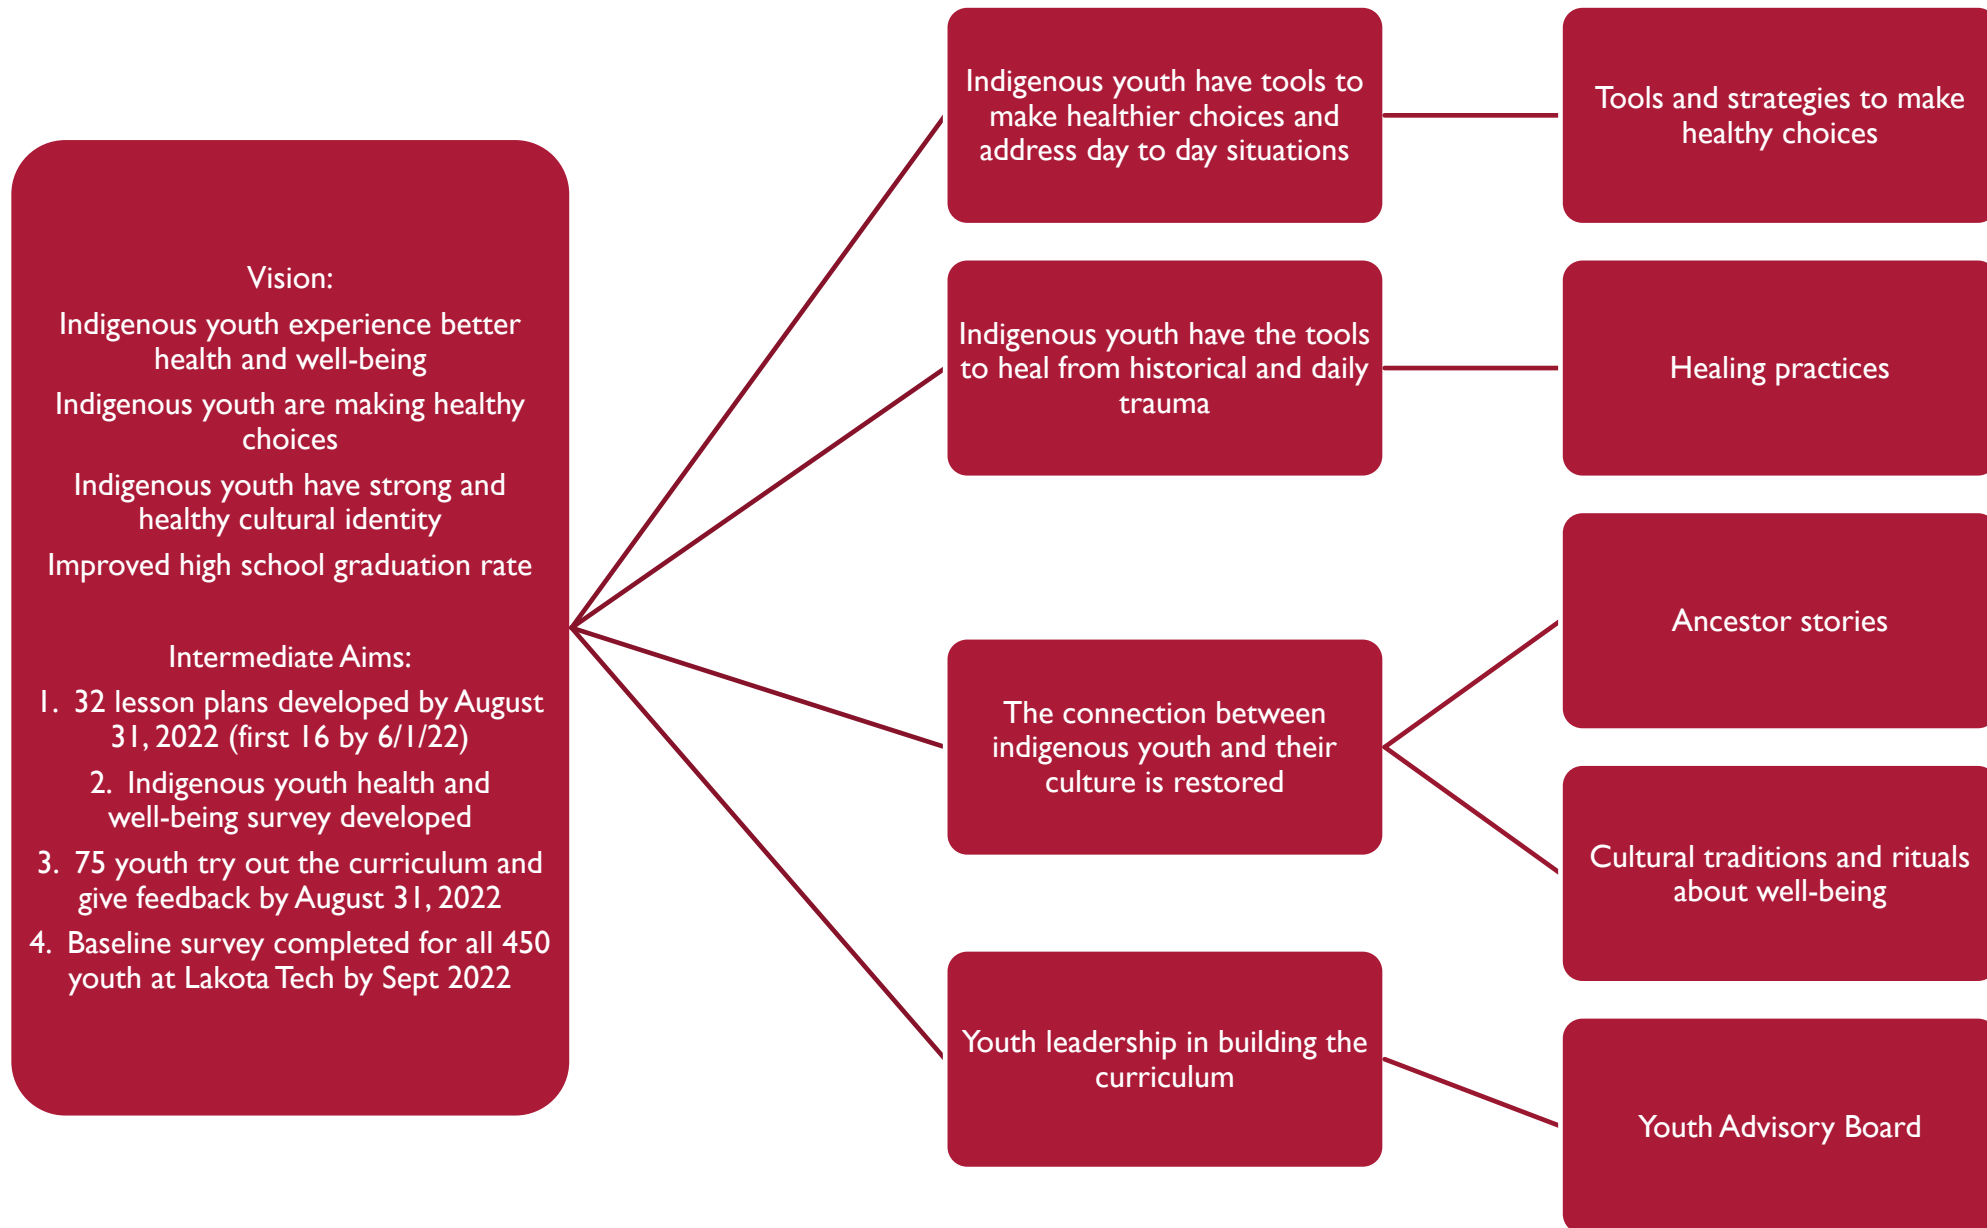 Vision:
Indigenous youth experience better
health and well-being
Indigenous youth are making healthy
choices
Indigenous youth have strong and
healthy cultural identity
Improved high school graduation rate
Intermediate Aims:
1. 32 lesson plans developed by August
31, 2022 (first 16 by 6/1/22)
2. Indigenous youth health and
well-being survey developed
3. 75 youth try out the curriculum and
give feedback by August 31, 2022
4. Baseline survey completed for all 450
youth at Lakota Tech by Sept 2022
Indigenous youth have tools to
make healthier choices and
address day to day situations
Tools and strategies to make
healthy choices
Indigenous youth have the tools
to heal from historical and daily
trauma
Healing practices
The connection between
indigenous youth and their
culture is restored
Ancestor stories
Cultural traditions and rituals
about well-being
Youth leadership in building the
curriculum
Youth Advisory Board